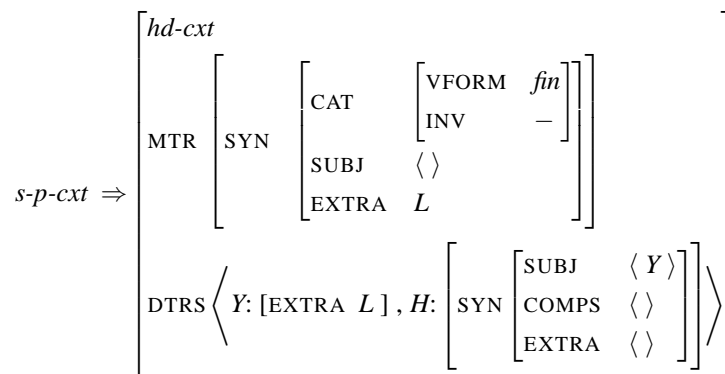 hd-cxt
CAT [VFORM fin]
[INV −]
MTR [SYN
SUBJ ⟨ ⟩
EXTRA L
s-p-cxt ⇒
SUBJ ⟨ Y ⟩
DTRS ⟨ Y: [EXTRA L] , H: [SYN [COMPS ⟨ ⟩]] ⟩
EXTRA ⟨ ⟩